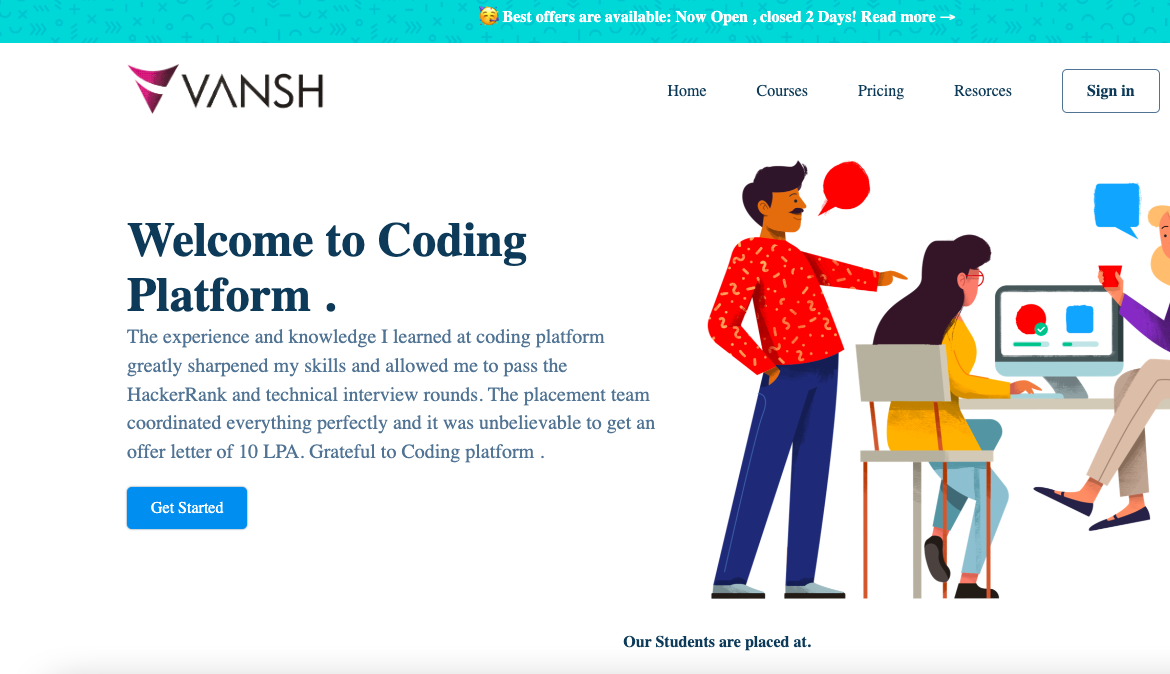 🥳 Best offers are available: Now Open , closed 2 Days! Read more →
VANSH
Home
Courses
Pricing
Resorces
Sign in
Welcome to Coding
Platform .
The experience and knowledge I learned at coding platform
greatly sharpened my skills and allowed me to pass the
HackerRank and technical interview rounds. The placement team
coordinated everything perfectly and it was unbelievable to get an
offer letter of 10 LPA. Grateful to Coding platform .
Get Started
Our Students are placed at.